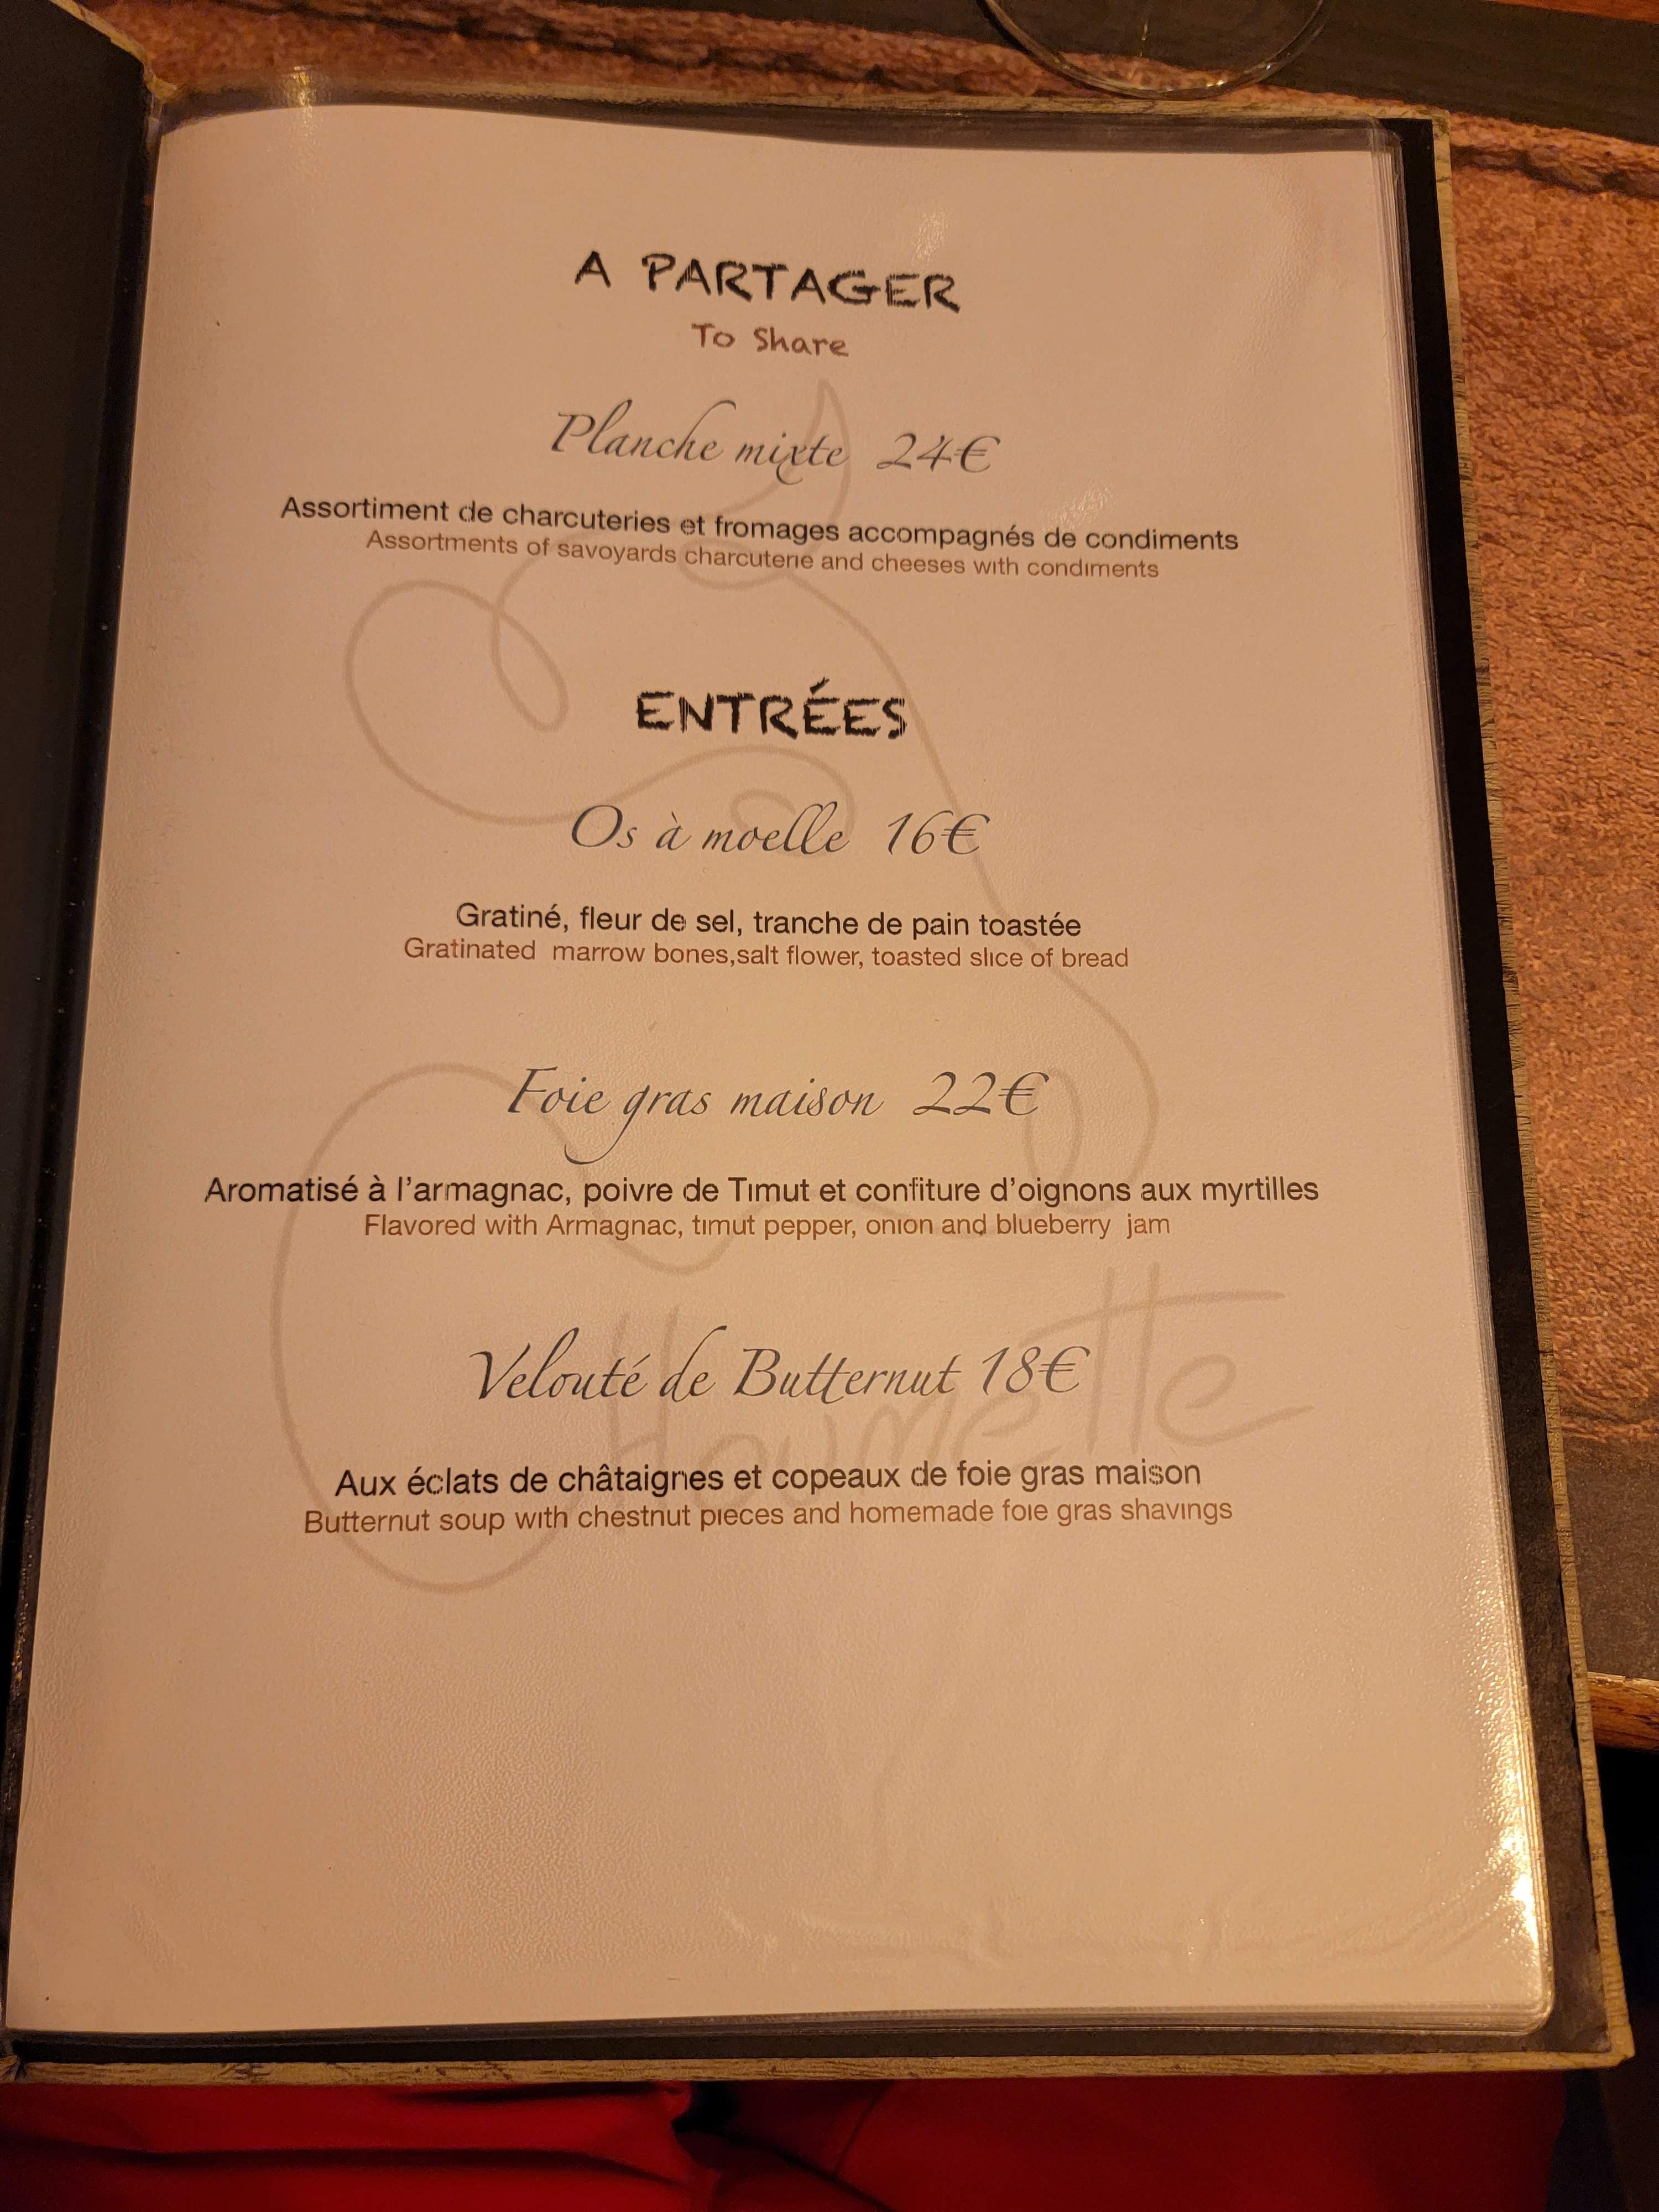 A PARTAGER
To Share
Planche mixte 24€
Assortiment de charcuteries et fromages accompagnés de condiments
Assortments of savoyards charcuterie and cheeses with condiments
ENTRÉES
Os à moelle 16€
Gratiné, fleur de sel, tranche de pain toastée
Gratinated marrow bones,salt flower, toasted slice of bread
Foie gras maison 22€
Aromatisé à l'armagnac, poivre de Timut et confiture d'oignons aux myrtilles
Flavored with Armagnac, timut pepper, onion and blueberry jam
Velouté de Butternut 18€
Aux éclats de châtaignes et copeaux de foie gras maison
Butternut soup with chestnut pieces and homemade foie gras shavings